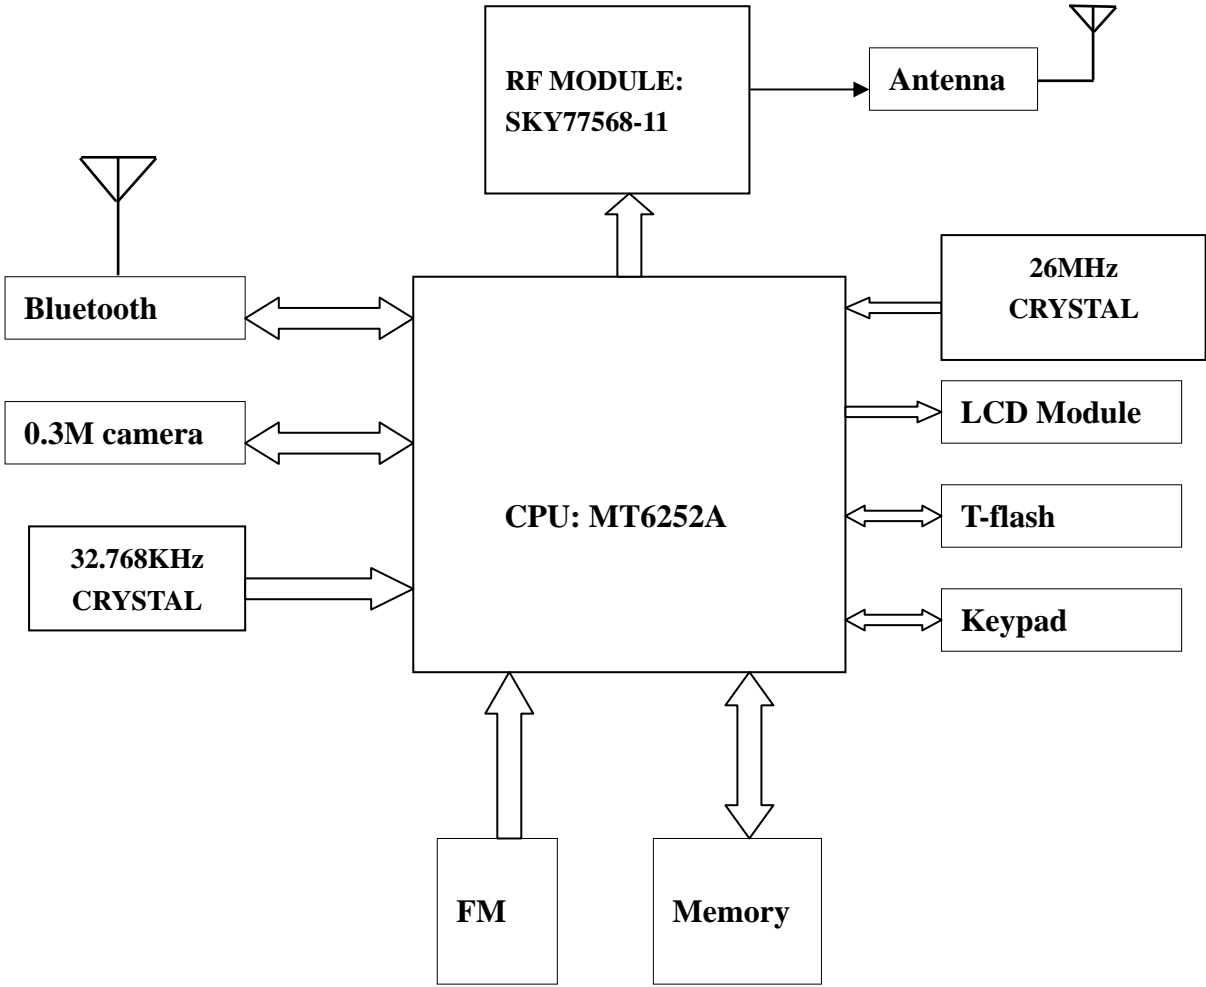 RF MODULE:
SKY77568-11
Antenna
Bluetooth
26MHz
CRYSTAL
0.3M camera
LCD Module
CPU: MT6252A
T-flash
32.768KHz
CRYSTAL
Keypad
FM
Memory